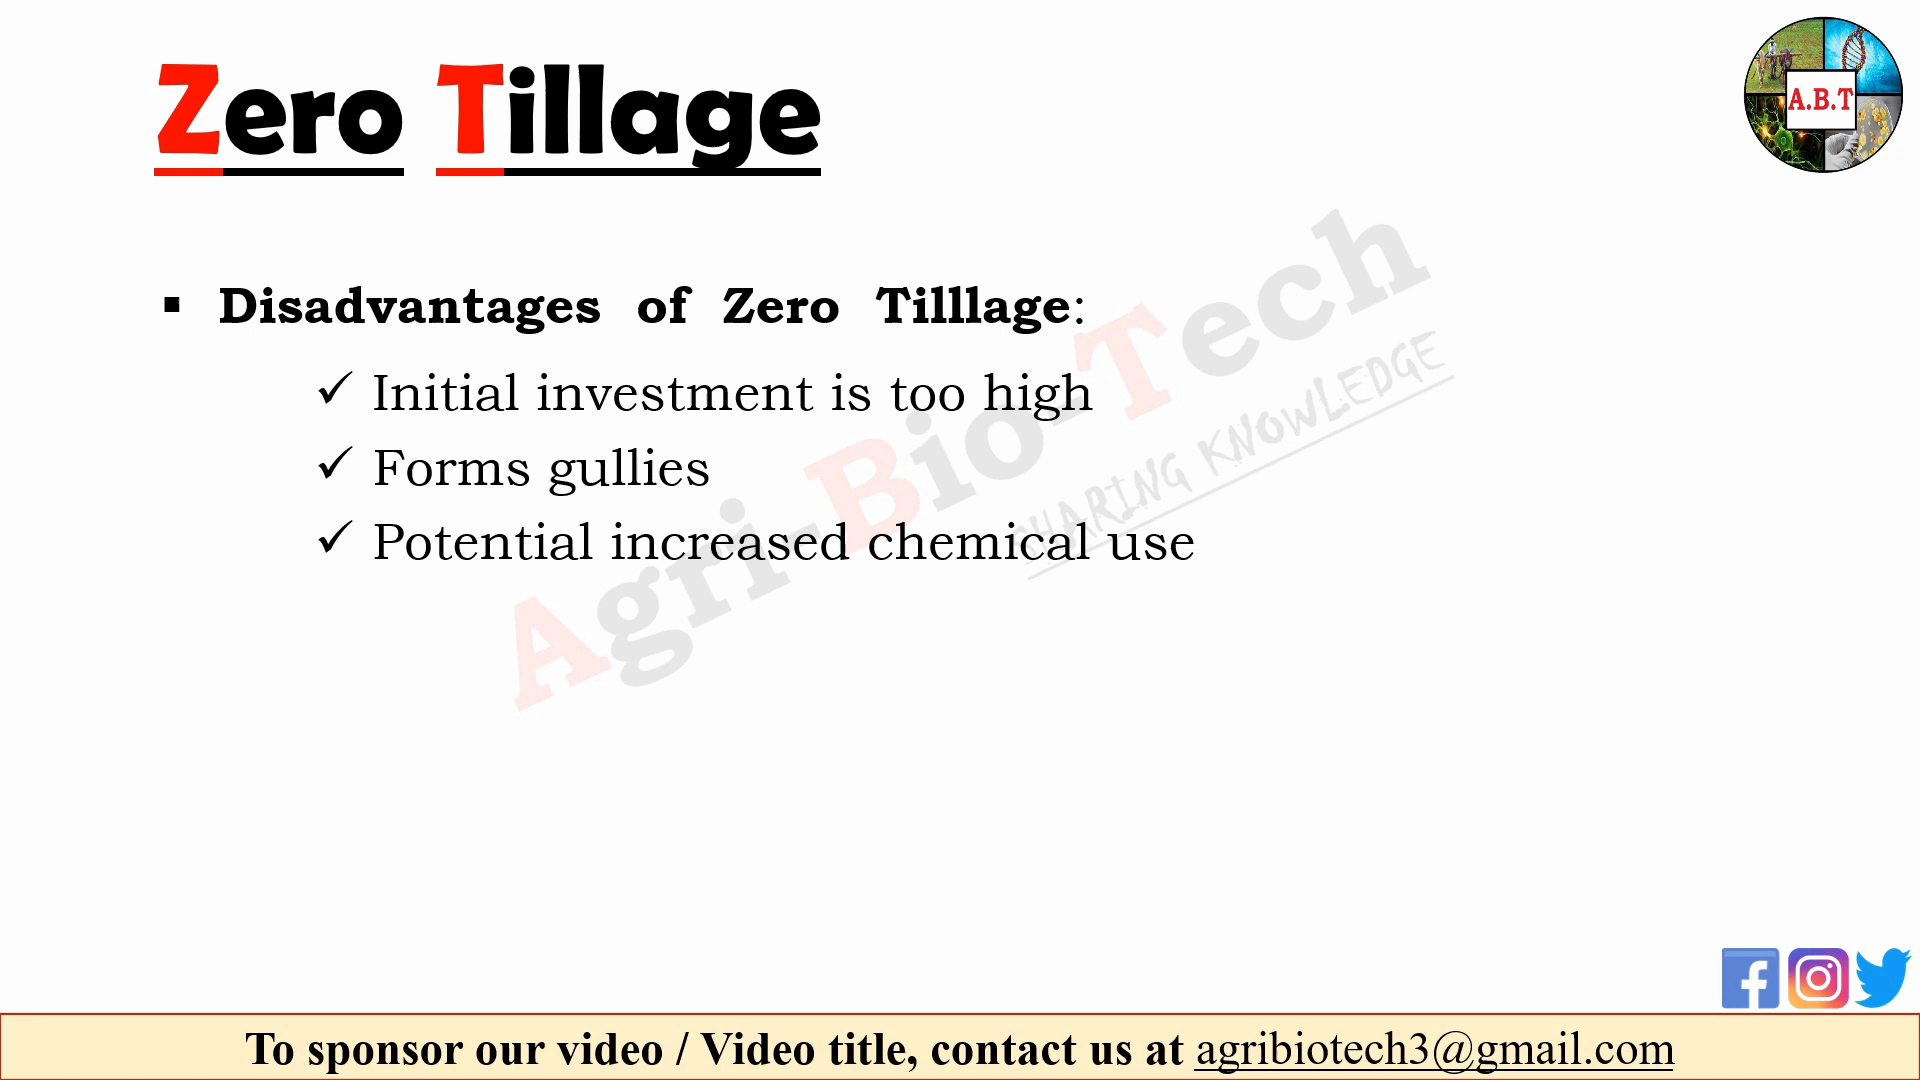 Zero Tillage
A.B.T
▪ Disadvantages of Zero Tilllage:
✓ Initial investment is too high
✓ Forms gullies
✓ Potential increased chemical use
Agri-Bio-Tech
SHARING KNOWLEDGE
To sponsor our video / Video title, contact us at agribiotech3@gmail.com